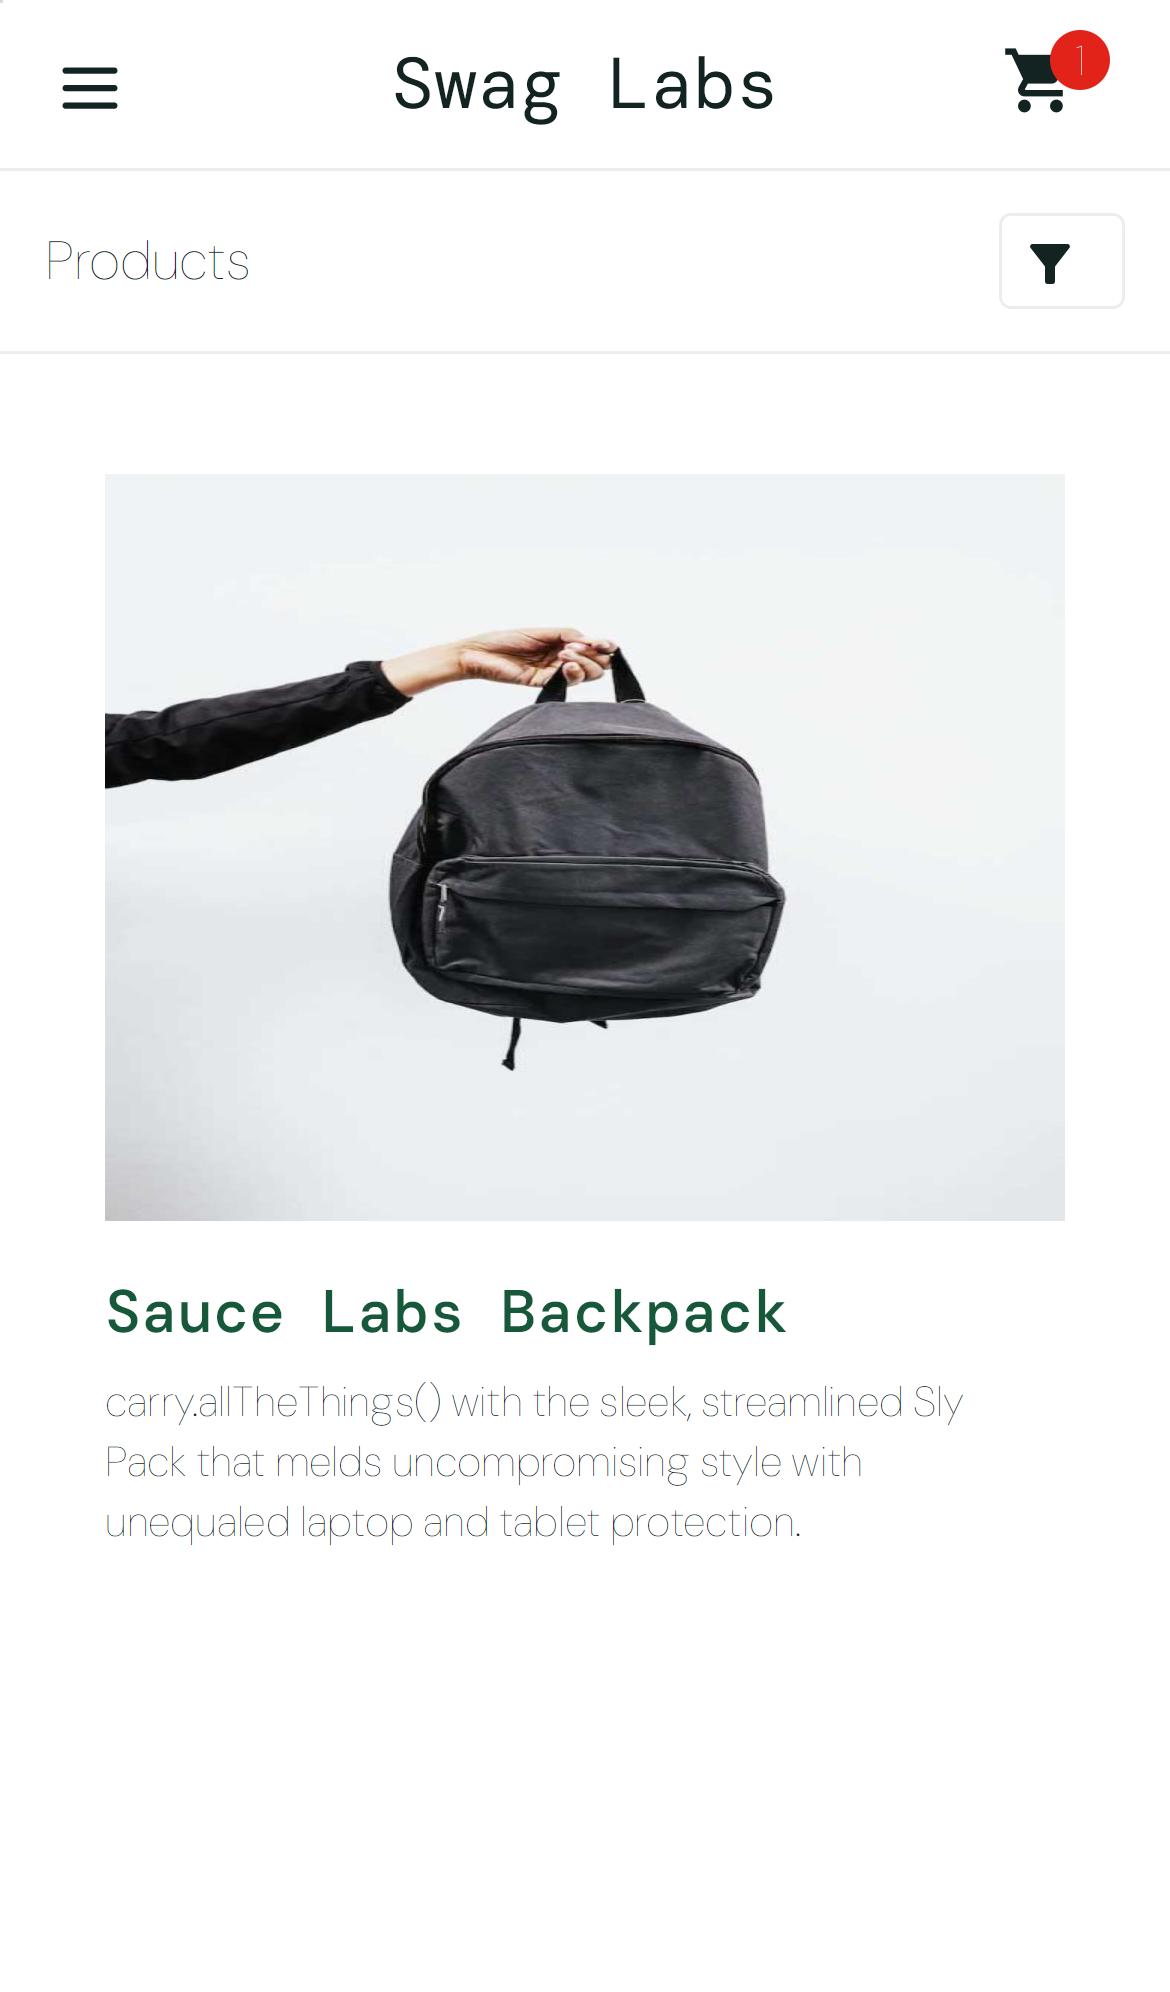 Swag Labs
1
Products
Sauce Labs Backpack
carry.allTheThings() with the sleek, streamlined Sly
Pack that melds uncompromising style with
unequaled laptop and tablet protection.